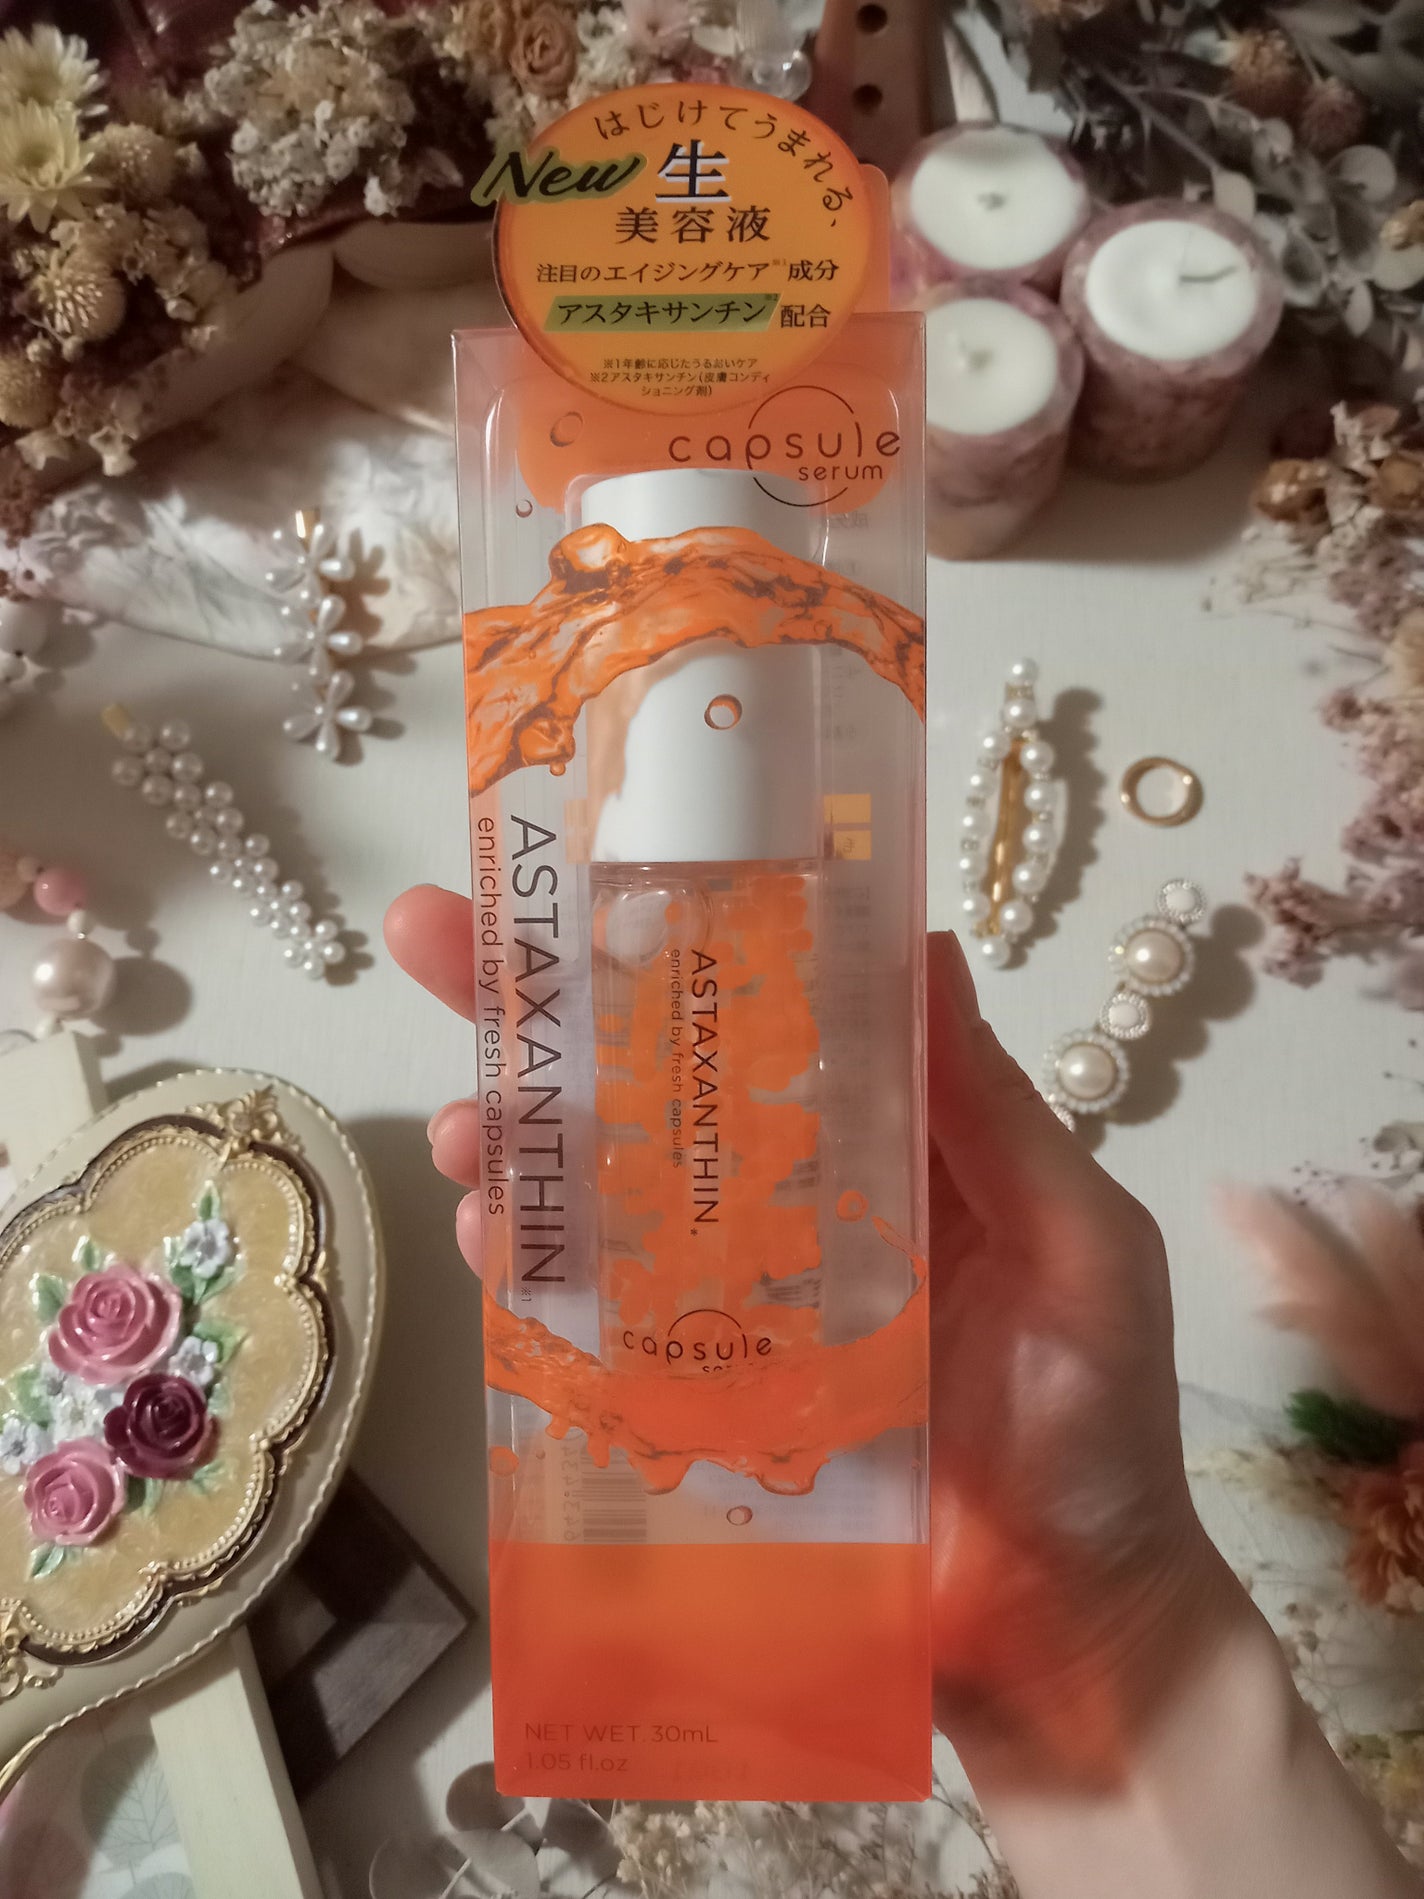 はじけてうまれる、
New 生
美容液
注目のエイジングケア※1成分
アスタキサンチン※2配合
※1年齢に応じたうるおいケア
※2アスタキサンチン(皮膚コンディ
ショニング剤)
capsule
serum
ASTAXANTHIN※1
enriched by fresh capsules
ASTAXANTHIN*
enriched by fresh capsules
capsule
NET WET. 30mL
1.05 fl.oz